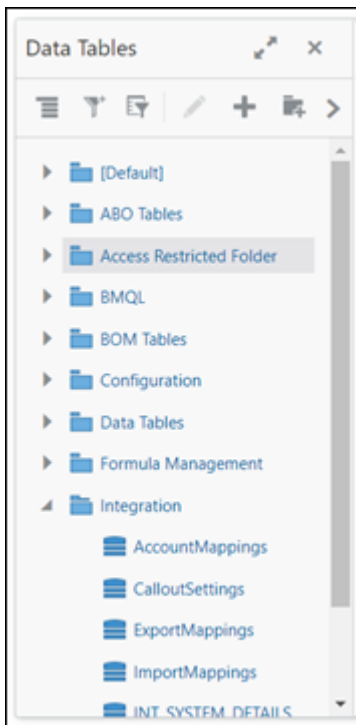 Data Tables
[Default]
ABO Tables
Access Restricted Folder
BMQL
BOM Tables
Configuration
Data Tables
Formula Management
Integration
AccountMappings
CalloutSettings
ExportMappings
ImportMappings
INT_SYSTEM_DETAILS